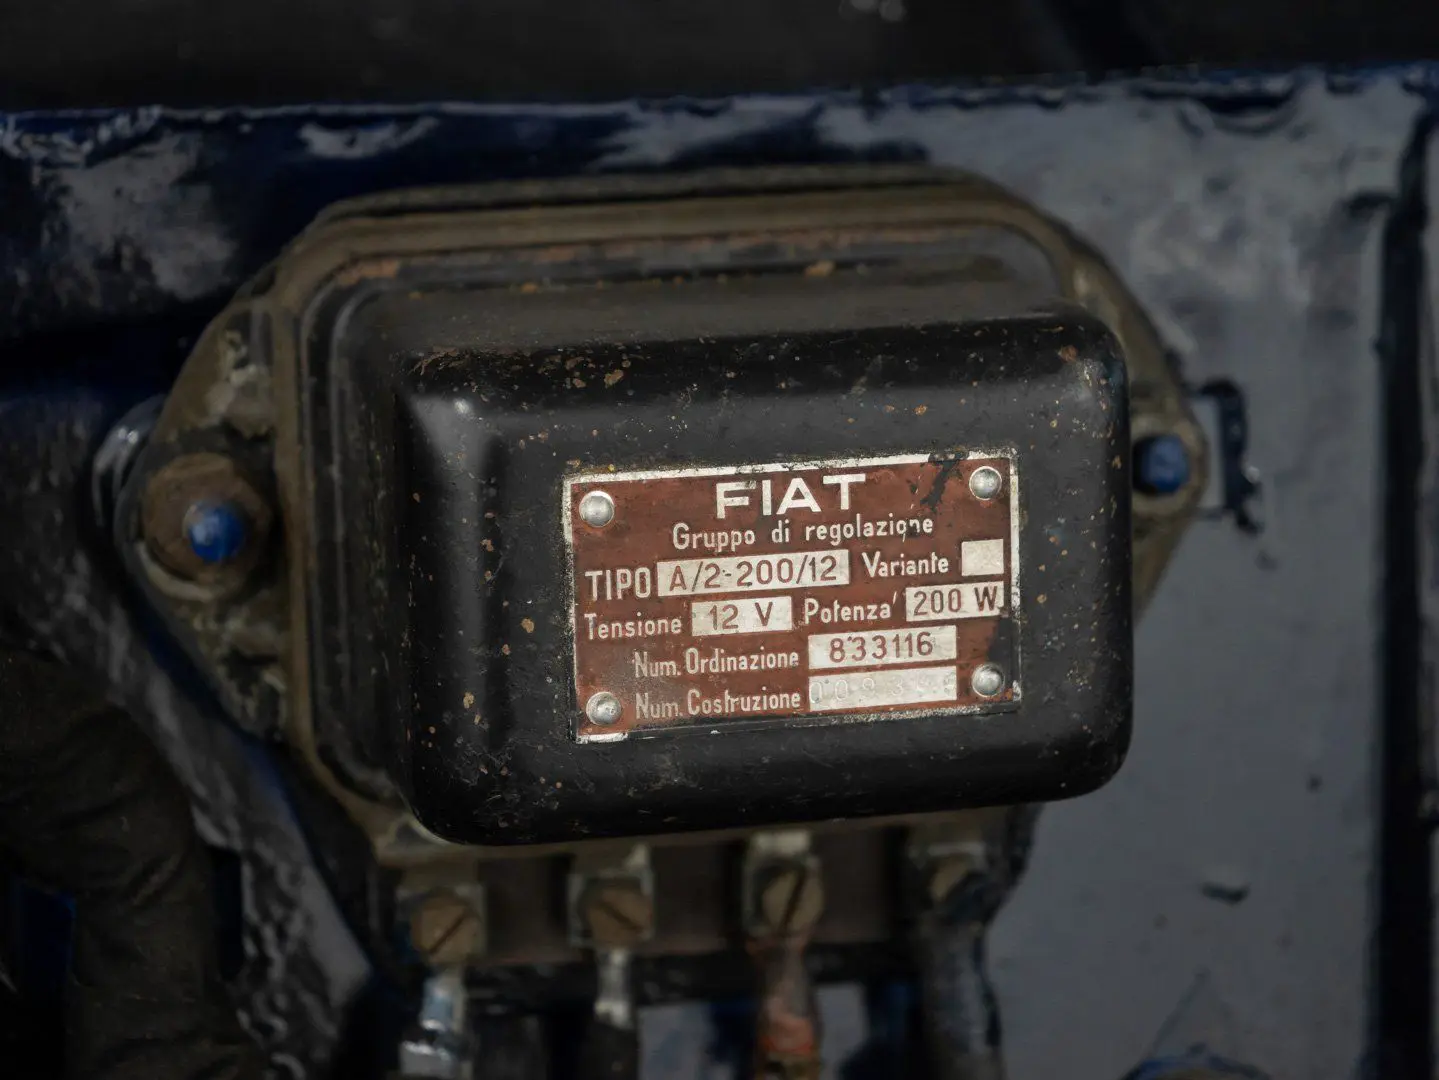 FIAT
Gruppo di regolazione
TIPO A/2-200/12 Variante
Tensione 12 V Potenza' 200 W
Num. Ordinazione 833116
Num. Costruzione